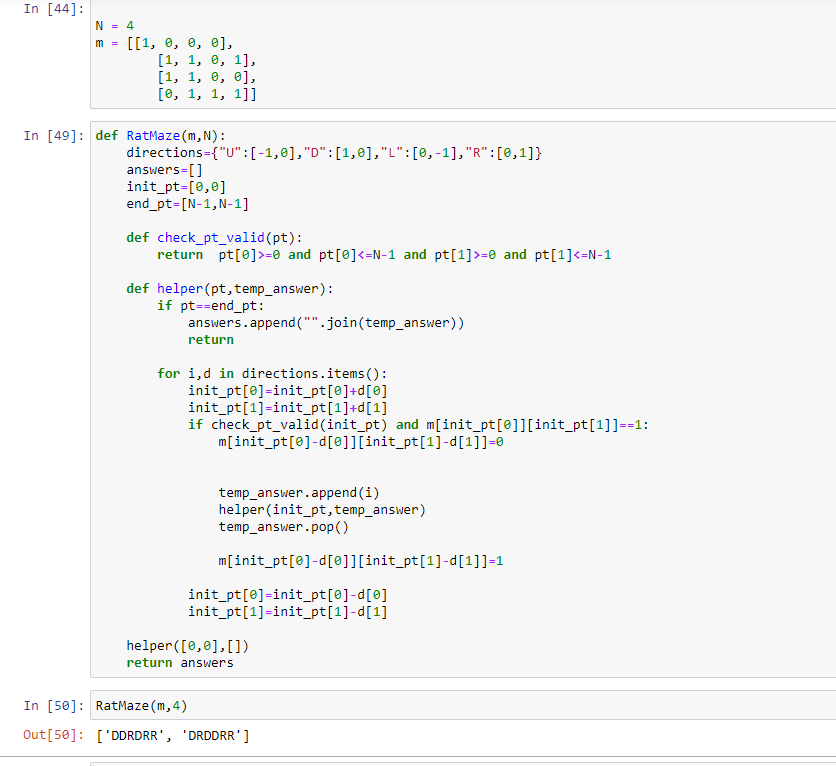 In [44]:
N = 4
m = [[1, 0, 0, 0],
        [1, 1, 0, 1],
        [1, 1, 0, 0],
        [0, 1, 1, 1]]
In [49]: def RatMaze(m,N):
    directions={"U":[-1,0],"D":[1,0],"L":[0,-1],"R":[0,1]}
    answers=[]
    init_pt=[0,0]
    end_pt=[N-1,N-1]
    def check_pt_valid(pt):
        return  pt[0]>=0 and pt[0]<=N-1 and pt[1]>=0 and pt[1]<=N-1
    def helper(pt,temp_answer):
        if pt==end_pt:
            answers.append("".join(temp_answer))
            return
        for i,d in directions.items():
            init_pt[0]=init_pt[0]+d[0]
            init_pt[1]=init_pt[1]+d[1]
            if check_pt_valid(init_pt) and m[init_pt[0]][init_pt[1]]==1:
                m[init_pt[0]-d[0]][init_pt[1]-d[1]]=0
                temp_answer.append(i)
                helper(init_pt,temp_answer)
                temp_answer.pop()
                m[init_pt[0]-d[0]][init_pt[1]-d[1]]=1
            init_pt[0]=init_pt[0]-d[0]
            init_pt[1]=init_pt[1]-d[1]
    helper([0,0],[])
    return answers
In [50]: RatMaze(m,4)
Out[50]: ['DDRDRR', 'DRDDRR']